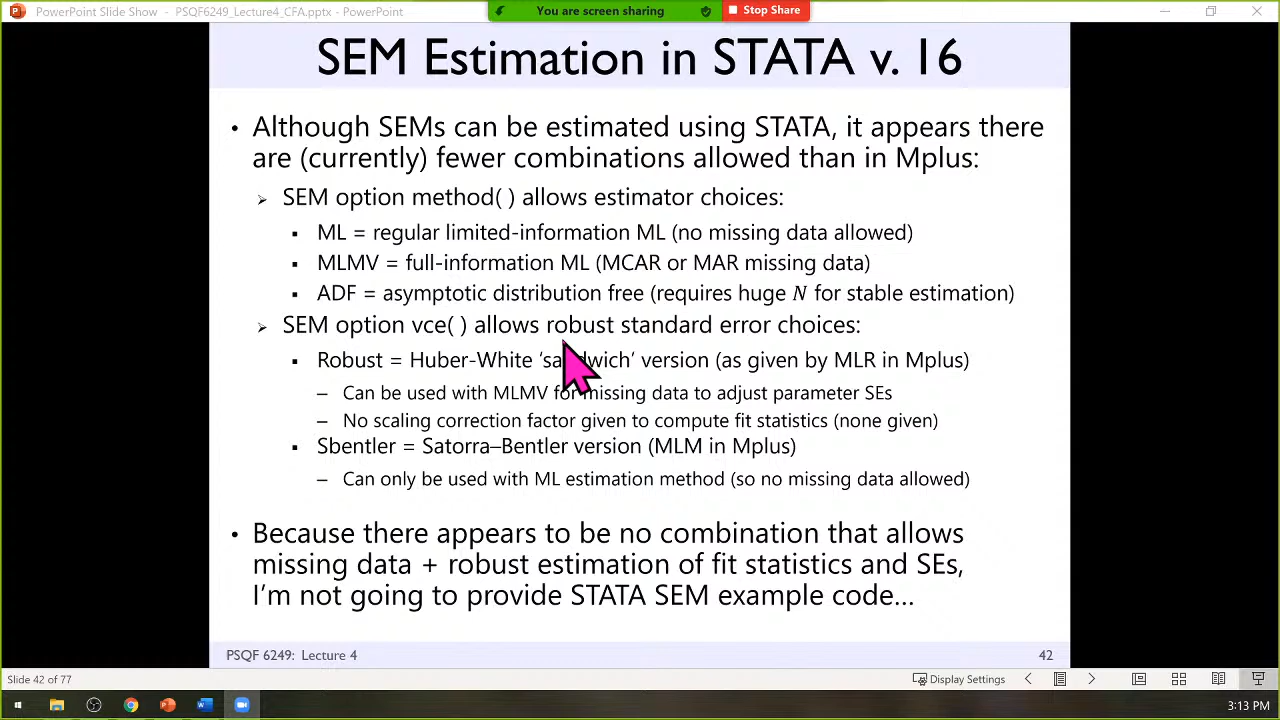 PowerPoint Slide Show - PSQF6249_Lecture4_CFA.pptx - PowerPoint
You are screen sharing
Stop Share
SEM Estimation in STATA v. 16
• Although SEMs can be estimated using STATA, it appears there
are (currently) fewer combinations allowed than in Mplus:
➢ SEM option method( ) allows estimator choices:
▪ ML = regular limited-information ML (no missing data allowed)
▪ MLMV = full-information ML (MCAR or MAR missing data)
▪ ADF = asymptotic distribution free (requires huge N for stable estimation)
➢ SEM option vce( ) allows robust standard error choices:
▪ Robust = Huber-White ‘sandwich’ version (as given by MLR in Mplus)
– Can be used with MLMV for missing data to adjust parameter SEs
– No scaling correction factor given to compute fit statistics (none given)
▪ Sbentler = Satorra–Bentler version (MLM in Mplus)
– Can only be used with ML estimation method (so no missing data allowed)
• Because there appears to be no combination that allows
missing data + robust estimation of fit statistics and SEs,
I’m not going to provide STATA SEM example code…
PSQF 6249: Lecture 4
42
Slide 42 of 77
Display Settings
3:13 PM